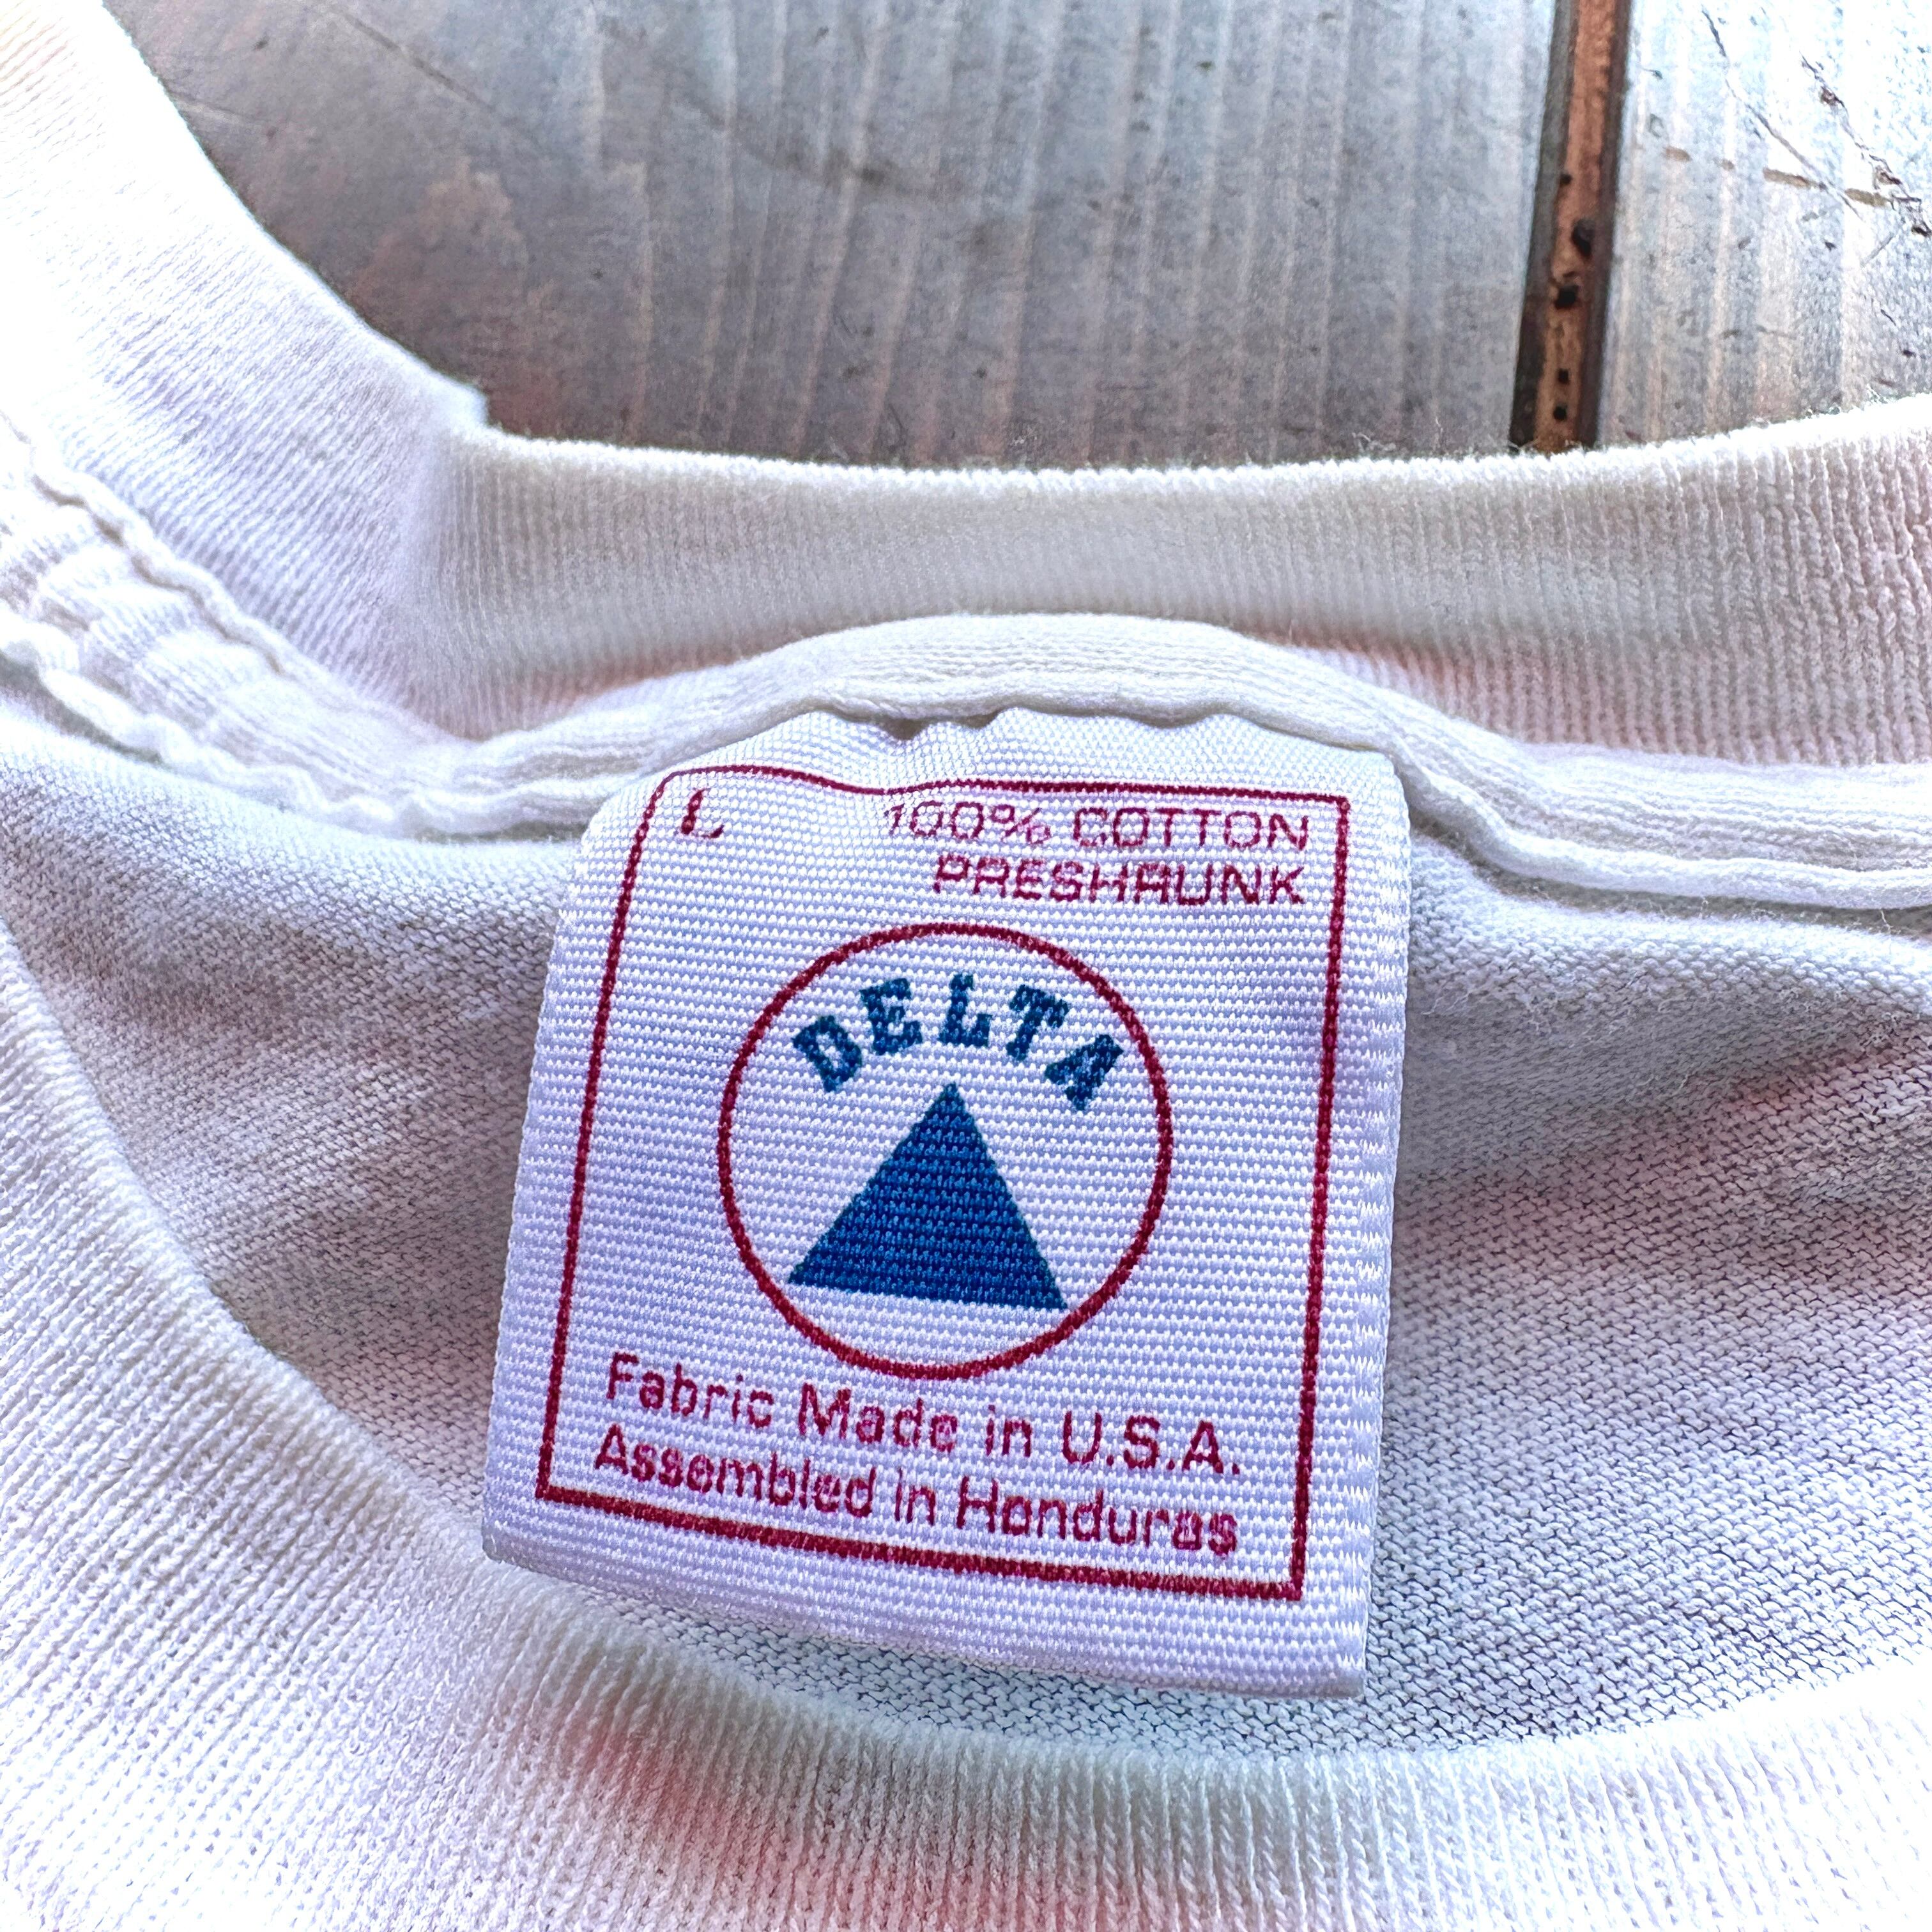 L 100% COTTON
PRESHRUNK
DELTA
Fabric Made in U.S.A.
Assembled in Honduras